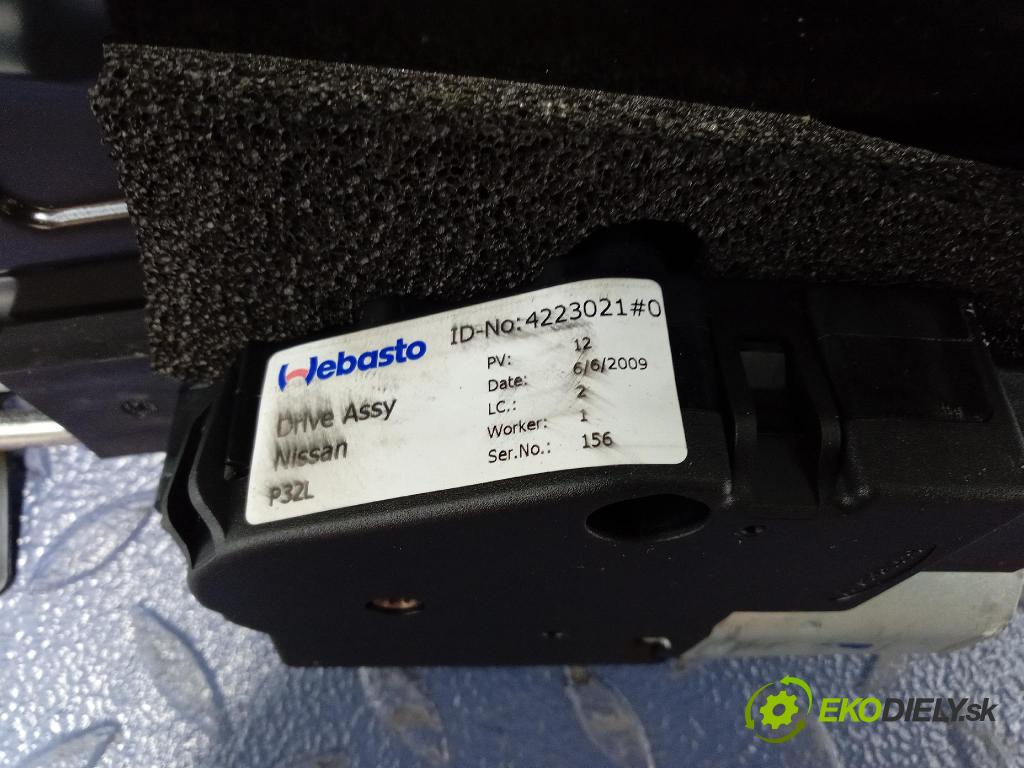 Webasto
ID-No: 4223021#0
PV: 12
Date: 6/6/2009
LC.: 2
Worker: 1
Ser.No.: 156
Drive Assy
Nissan
P32L
EKODIELY.sk